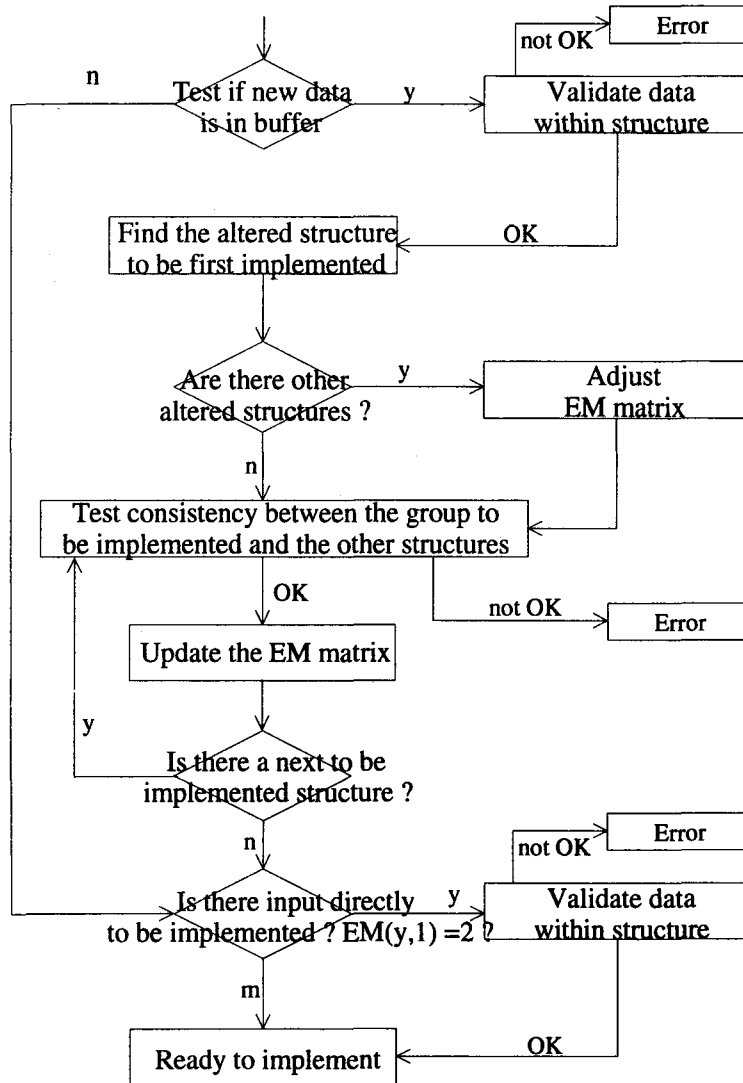 Error
not OK
n
Test if new data
is in buffer
y
Validate data
within structure
Find the altered structure
to be first implemented
OK
Are there other
altered structures ?
y
Adjust
EM matrix
n
Test consistency between the group to
be implemented and the other structures
OK
not OK
Error
Update the EM matrix
y
Is there a next to be
implemented structure ?
n
Error
not OK
Is there input directly
to be implemented ? EM(y,1) =2 ?
y
Validate data
within structure
m
Ready to implement
OK